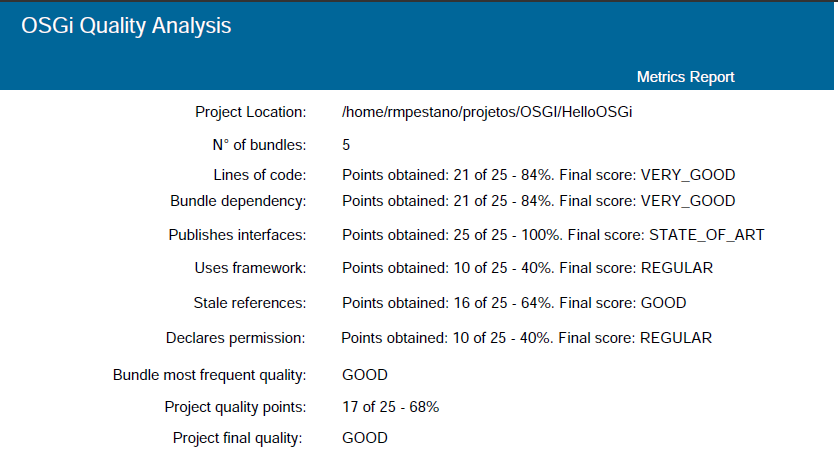 OSGi Quality Analysis
Metrics Report
Project Location: /home/rmpestano/projetos/OSGI/HelloOSGi
N° of bundles: 5
Lines of code: Points obtained: 21 of 25 - 84%. Final score: VERY_GOOD
Bundle dependency: Points obtained: 21 of 25 - 84%. Final score: VERY_GOOD
Publishes interfaces: Points obtained: 25 of 25 - 100%. Final score: STATE_OF_ART
Uses framework: Points obtained: 10 of 25 - 40%. Final score: REGULAR
Stale references: Points obtained: 16 of 25 - 64%. Final score: GOOD
Declares permission: Points obtained: 10 of 25 - 40%. Final score: REGULAR
Bundle most frequent quality: GOOD
Project quality points: 17 of 25 - 68%
Project final quality: GOOD